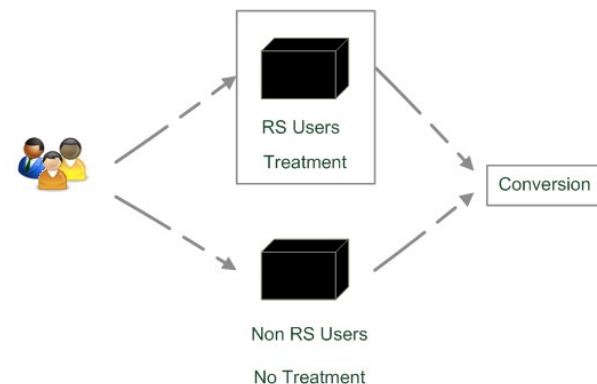 RS Users
Treatment
Conversion
Non RS Users
No Treatment